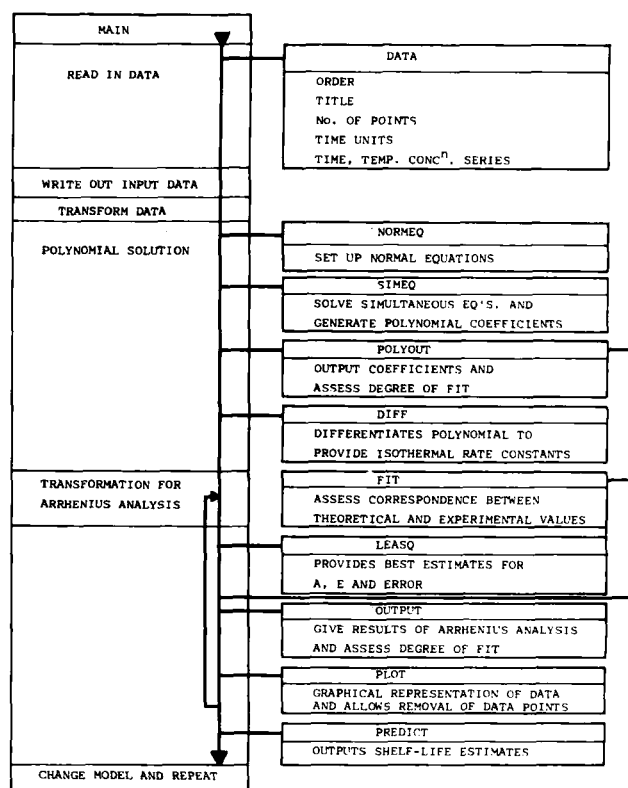 MAIN
READ IN DATA
WRITE OUT INPUT DATA
TRANSFORM DATA
POLYNOMIAL SOLUTION
TRANSFORMATION FOR
ARRHENIUS ANALYSIS
CHANGE MODEL AND REPEAT
DATA
ORDER
TITLE
No. OF POINTS
TIME UNITS
TIME, TEMP. CONCⁿ. SERIES
NORMEQ
SET UP NORMAL EQUATIONS
SIMEQ
SOLVE SIMULTANEOUS EQ'S. AND
GENERATE POLYNOMIAL COEFFICIENTS
POLYOUT
OUTPUT COEFFICIENTS AND
ASSESS DEGREE OF FIT
DIFF
DIFFERENTIATES POLYNOMIAL TO
PROVIDE ISOTHERMAL RATE CONSTANTS
FIT
ASSESS CORRESPONDENCE BETWEEN
THEORETICAL AND EXPERIMENTAL VALUES
LEASQ
PROVIDES BEST ESTIMATES FOR
A, E AND ERROR
OUTPUT
GIVE RESULTS OF ARRHENIUS ANALYSIS
AND ASSESS DEGREE OF FIT
PLOT
GRAPHICAL REPRESENTATION OF DATA
AND ALLOWS REMOVAL OF DATA POINTS
PREDICT
OUTPUTS SHELF-LIFE ESTIMATES